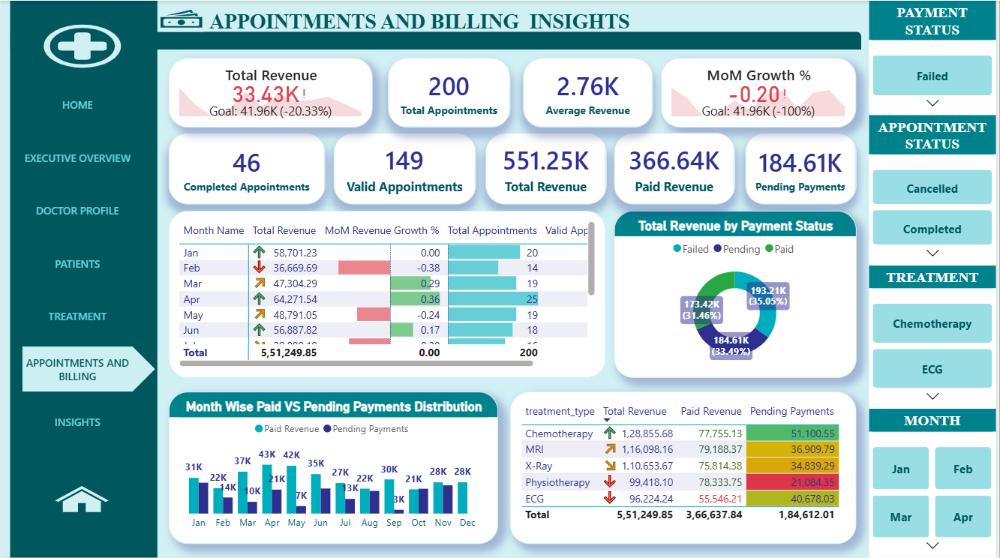 APPOINTMENTS AND BILLING INSIGHTS
HOME
EXECUTIVE OVERVIEW
DOCTOR PROFILE
PATIENTS
TREATMENT
APPOINTMENTS AND
BILLING
INSIGHTS
Total Revenue
33.43K!
Goal: 41.96K (-20.33%)
200
Total Appointments
2.76K
Average Revenue
MoM Growth %
-0.20!
Goal: 41.96K (-100%)
46
Completed Appointments
149
Valid Appointments
551.25K
Total Revenue
366.64K
Paid Revenue
184.61K
Pending Payments
Month Name Total Revenue MoM Revenue Growth % Total Appointments Valid App
Jan 58,701.23 0.00 20
Feb 36,669.69 -0.38 14
Mar 47,304.29 0.29 19
Apr 64,271.54 0.36 25
May 48,791.05 -0.24 19
Jun 56,887.82 0.17 18
Total 5,51,249.85 0.00 200
Total Revenue by Payment Status
Failed Pending Paid
193.21K
(35.05%)
173.42K
(31.46%)
184.61K
(33.49%)
Month Wise Paid VS Pending Payments Distribution
Paid Revenue Pending Payments
31K 22K 14K 37K 10K 43K 21K 42K 7K 35K 27K 13K 22K 30K 3K 21K 28K 28K
Jan Feb Mar Apr May Jun Jul Aug Sep Oct Nov Dec
treatment_type Total Revenue Paid Revenue Pending Payments
Chemotherapy 1,28,855.68 77,755.13 51,100.55
MRI 1,16,098.16 79,188.37 36,909.79
X-Ray 1,10,653.67 75,814.38 34,839.29
Physiotherapy 99,418.10 78,333.75 21,084.35
ECG 96,224.24 55,546.21 40,678.03
Total 5,51,249.85 3,66,637.84 1,84,612.01
PAYMENT
STATUS
Failed
APPOINTMENT
STATUS
Cancelled
Completed
TREATMENT
Chemotherapy
ECG
MONTH
Jan Feb
Mar Apr